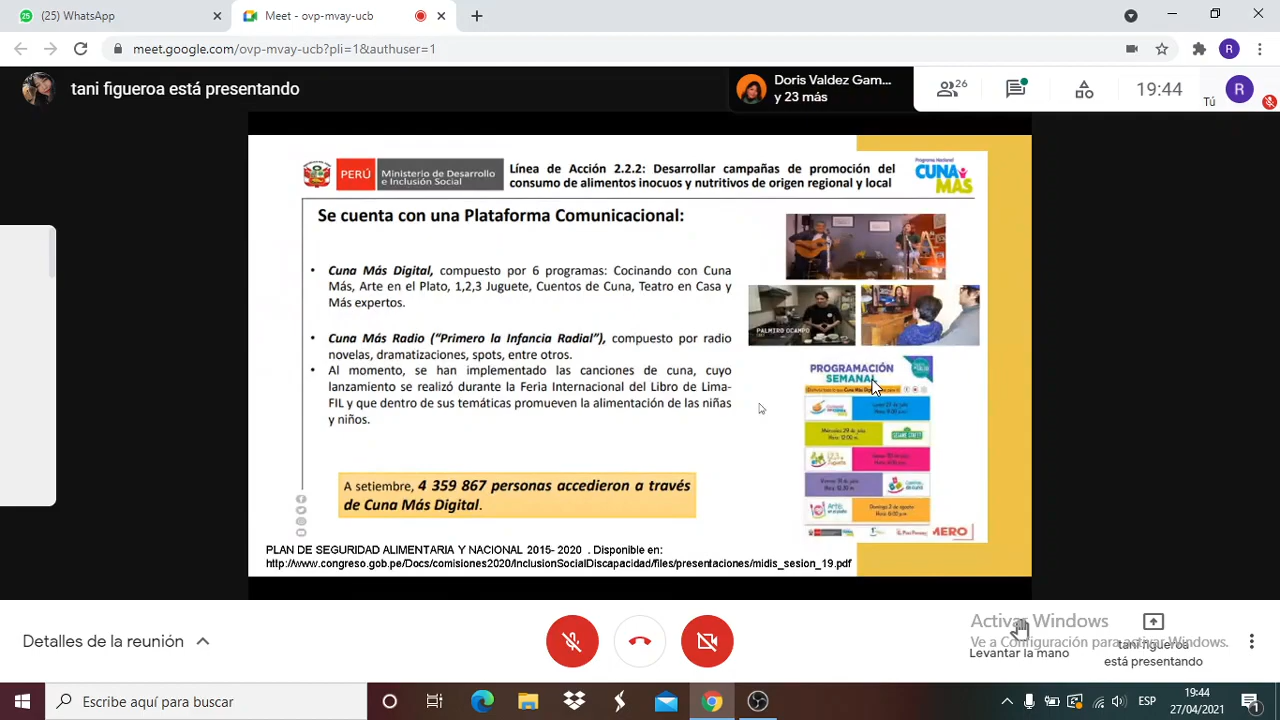 (25) WhatsApp
Meet - ovp-mvay-ucb
meet.google.com/ovp-mvay-ucb?pli=1&authuser=1
R
tani figueroa está presentando
Doris Valdez Gam...
y 23 más
26
19:44
Tú
R
PERÚ
Ministerio de Desarrollo
e Inclusión Social
Línea de Acción 2.2.2: Desarrollar campañas de promoción del
consumo de alimentos inocuos y nutritivos de origen regional y local
Programa Nacional
CUNA
MÁS
Se cuenta con una Plataforma Comunicacional:
• Cuna Más Digital, compuesto por 6 programas: Cocinando con Cuna
Más, Arte en el Plato, 1,2,3 Juguete, Cuentos de Cuna, Teatro en Casa y
Más expertos.
• Cuna Más Radio ("Primero la Infancia Radial"), compuesto por radio
novelas, dramatizaciones, spots, entre otros.
• Al momento, se han implementado las canciones de cuna, cuyo
lanzamiento se realizó durante la Feria Internacional del Libro de Lima-
FIL y que dentro de sus temáticas promueven la alimentación de las niñas
y niños.
PALMIRO OCAMPO
PROGRAMACIÓN
SEMANAL
SESAME STREET
A setiembre, 4 359 867 personas accedieron a través
de Cuna Más Digital.
PLAN DE SEGURIDAD ALIMENTARIA Y NACIONAL 2015- 2020 . Disponible en:
http://www.congreso.gob.pe/Docs/comisiones2020/InclusionSocialDiscapacidad/files/presentaciones/midis_sesion_19.pdf
Detalles de la reunión
Activar Windows
Ve a Configuración para activar Windows.
Levantar la mano
tani figueroa
está presentando
Escribe aquí para buscar
ESP
19:44
27/04/2021
1